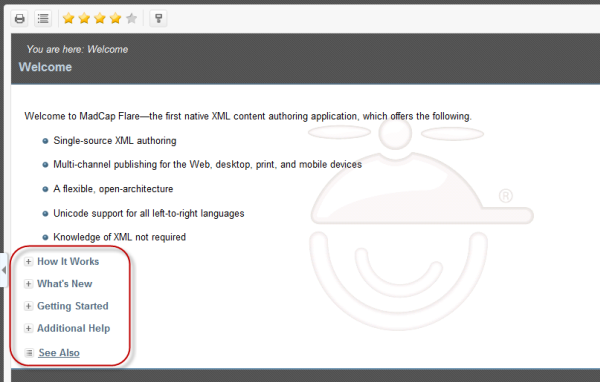 You are here: Welcome
Welcome
Welcome to MadCap Flare—the first native XML content authoring application, which offers the following.
Single-source XML authoring
Multi-channel publishing for the Web, desktop, print, and mobile devices
A flexible, open-architecture
Unicode support for all left-to-right languages
Knowledge of XML not required
®
How It Works
What's New
Getting Started
Additional Help
See Also